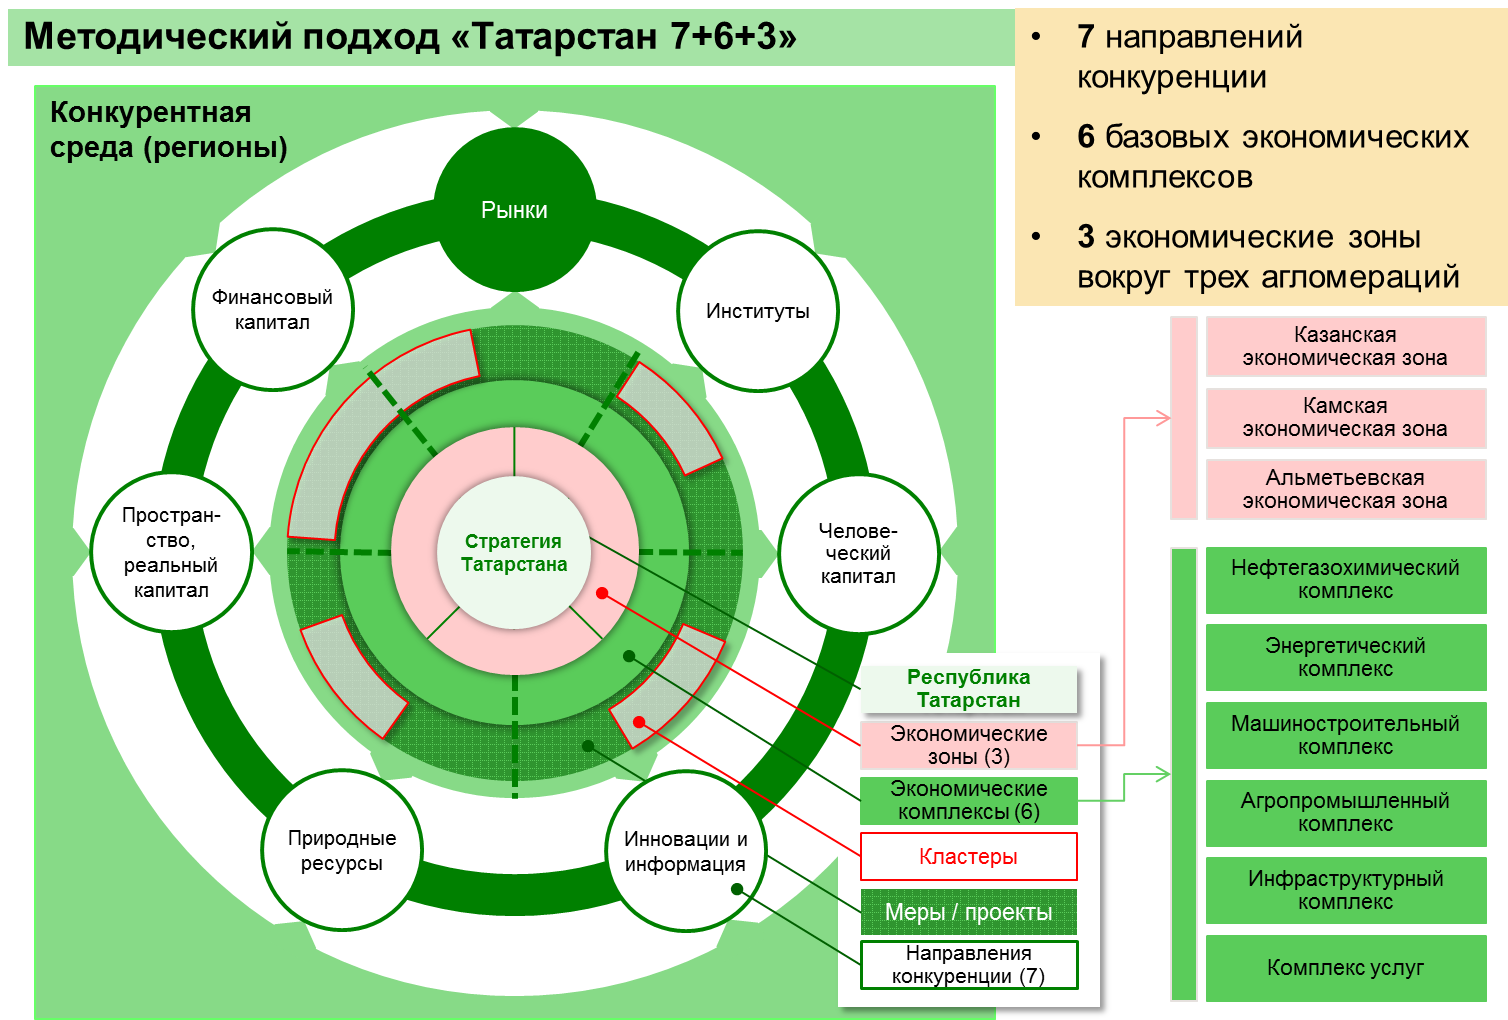 Методический подход «Татарстан 7+6+3»
• 7 направлений
конкуренции
• 6 базовых экономических
комплексов
• 3 экономические зоны
вокруг трех агломераций
Конкурентная
среда (регионы)
Рынки
Финансовый
капитал
Институты
Простран-
ство,
реальный
капитал
Челове-
ческий
капитал
Стратегия
Татарстана
Природные
ресурсы
Инновации и
информация
Республика
Татарстан
Экономические
зоны (3)
Экономические
комплексы (6)
Кластеры
Меры / проекты
Направления
конкуренции (7)
Казанская
экономическая зона
Камская
экономическая зона
Альметьевская
экономическая зона
Нефтегазохимический
комплекс
Энергетический
комплекс
Машиностроительный
комплекс
Агропромышленный
комплекс
Инфраструктурный
комплекс
Комплекс услуг